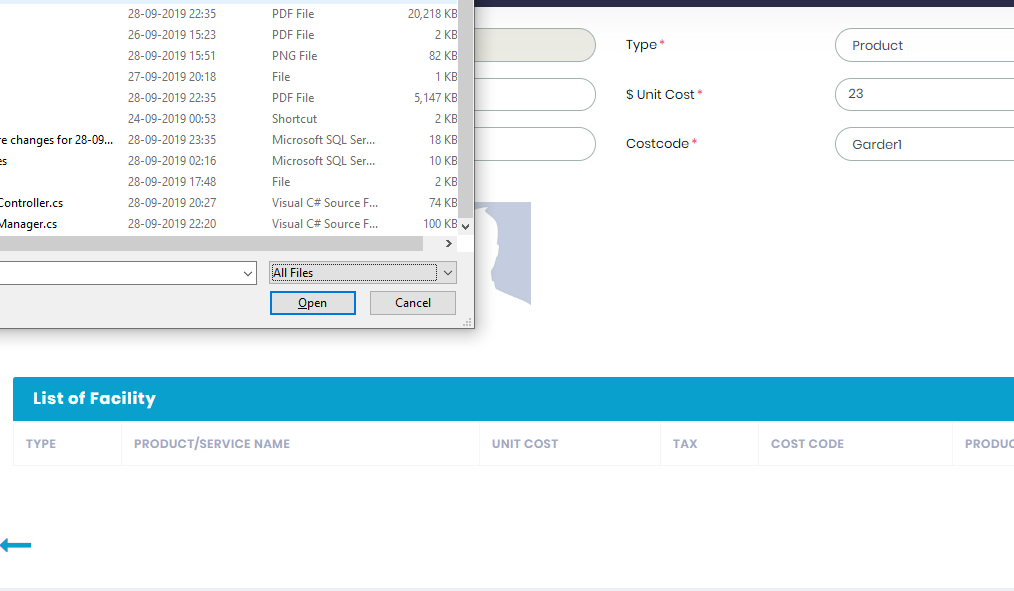 28-09-2019 22:35 PDF File 20,218 KB
26-09-2019 15:23 PDF File 2 KB
28-09-2019 15:51 PNG File 82 KB
27-09-2019 20:18 File 1 KB
28-09-2019 22:35 PDF File 5,147 KB
24-09-2019 00:53 Shortcut 2 KB
re changes for 28-09... 28-09-2019 23:35 Microsoft SQL Ser... 18 KB
es 28-09-2019 02:16 Microsoft SQL Ser... 10 KB
28-09-2019 17:48 File 2 KB
Controller.cs 28-09-2019 20:27 Visual C# Source F... 74 KB
Manager.cs 28-09-2019 22:20 Visual C# Source F... 100 KB
All Files
Open Cancel
Type * Product
$ Unit Cost * 23
Costcode * Garder1
List of Facility
TYPE PRODUCT/SERVICE NAME UNIT COST TAX COST CODE PRODUC